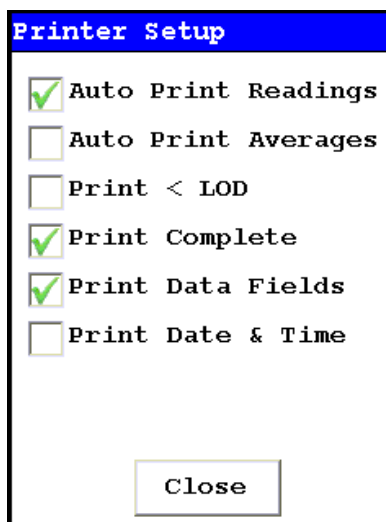 Printer Setup
Auto Print Readings
Auto Print Averages
Print < LOD
Print Complete
Print Data Fields
Print Date & Time
Close